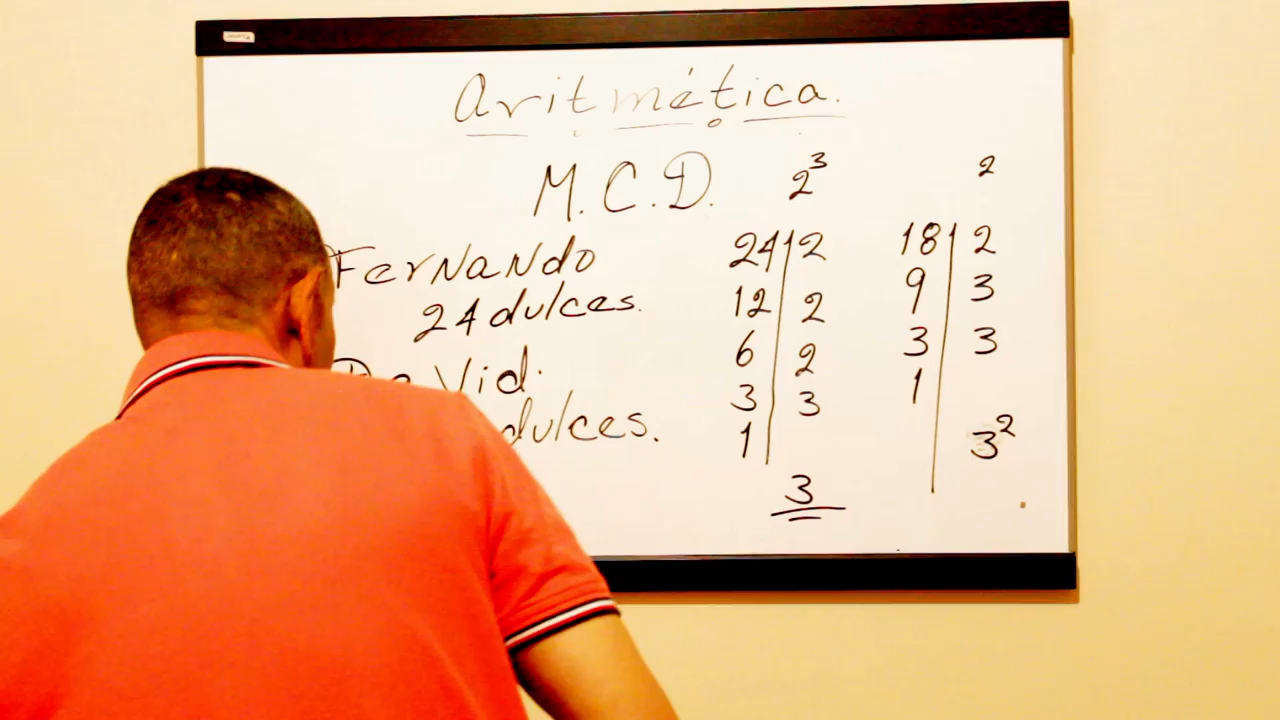 Aritmética.
M.C.D. 2³ 2
Fernando 24 | 2 18 | 2
24 dulces. 12 | 2 9 | 3
6 | 2 3 | 3
Vid. 3 | 3 1
dulces. 1 3²
3